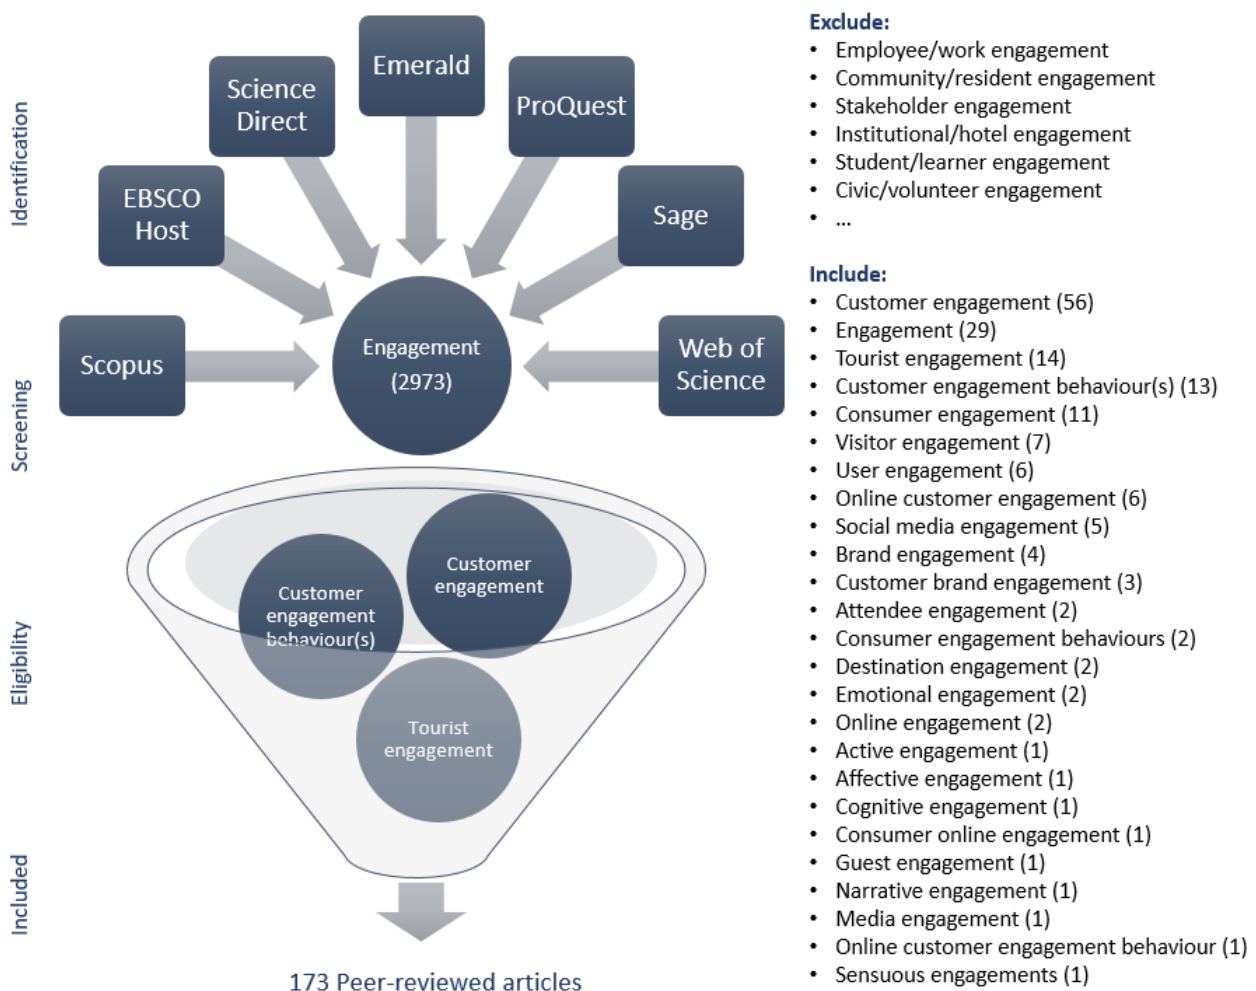 Identification
Screening
Eligibility
Included
Emerald
Science
Direct
ProQuest
EBSCO
Host
Sage
Scopus
Engagement
(2973)
Web of
Science
Customer
engagement
Customer
engagement
behaviour(s)
Tourist
engagement
173 Peer-reviewed articles
Exclude:
• Employee/work engagement
• Community/resident engagement
• Stakeholder engagement
• Institutional/hotel engagement
• Student/learner engagement
• Civic/volunteer engagement
• ...
Include:
• Customer engagement (56)
• Engagement (29)
• Tourist engagement (14)
• Customer engagement behaviour(s) (13)
• Consumer engagement (11)
• Visitor engagement (7)
• User engagement (6)
• Online customer engagement (6)
• Social media engagement (5)
• Brand engagement (4)
• Customer brand engagement (3)
• Attendee engagement (2)
• Consumer engagement behaviours (2)
• Destination engagement (2)
• Emotional engagement (2)
• Online engagement (2)
• Active engagement (1)
• Affective engagement (1)
• Cognitive engagement (1)
• Consumer online engagement (1)
• Guest engagement (1)
• Narrative engagement (1)
• Media engagement (1)
• Online customer engagement behaviour (1)
• Sensuous engagements (1)